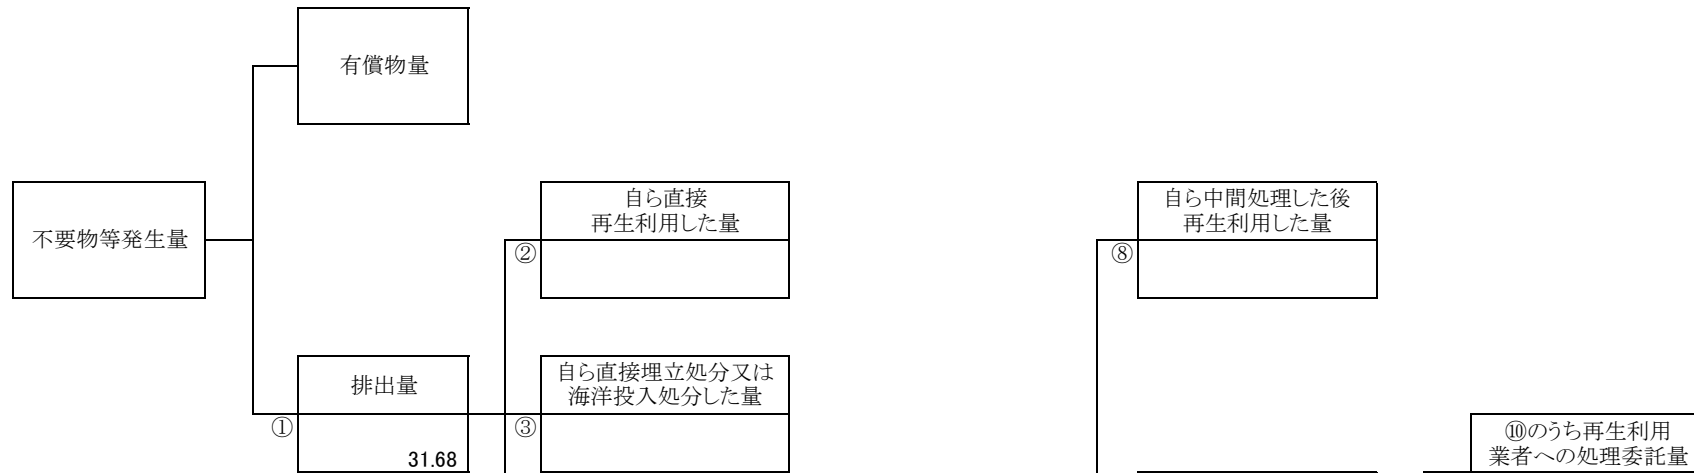 有償物量
不要物等発生量
自ら直接
再生利用した量
②
自ら中間処理した後
再生利用した量
⑧
排出量
①
31.68
自ら直接埋立処分又は
海洋投入処分した量
③
⑩のうち再生利用
業者への処理委託量